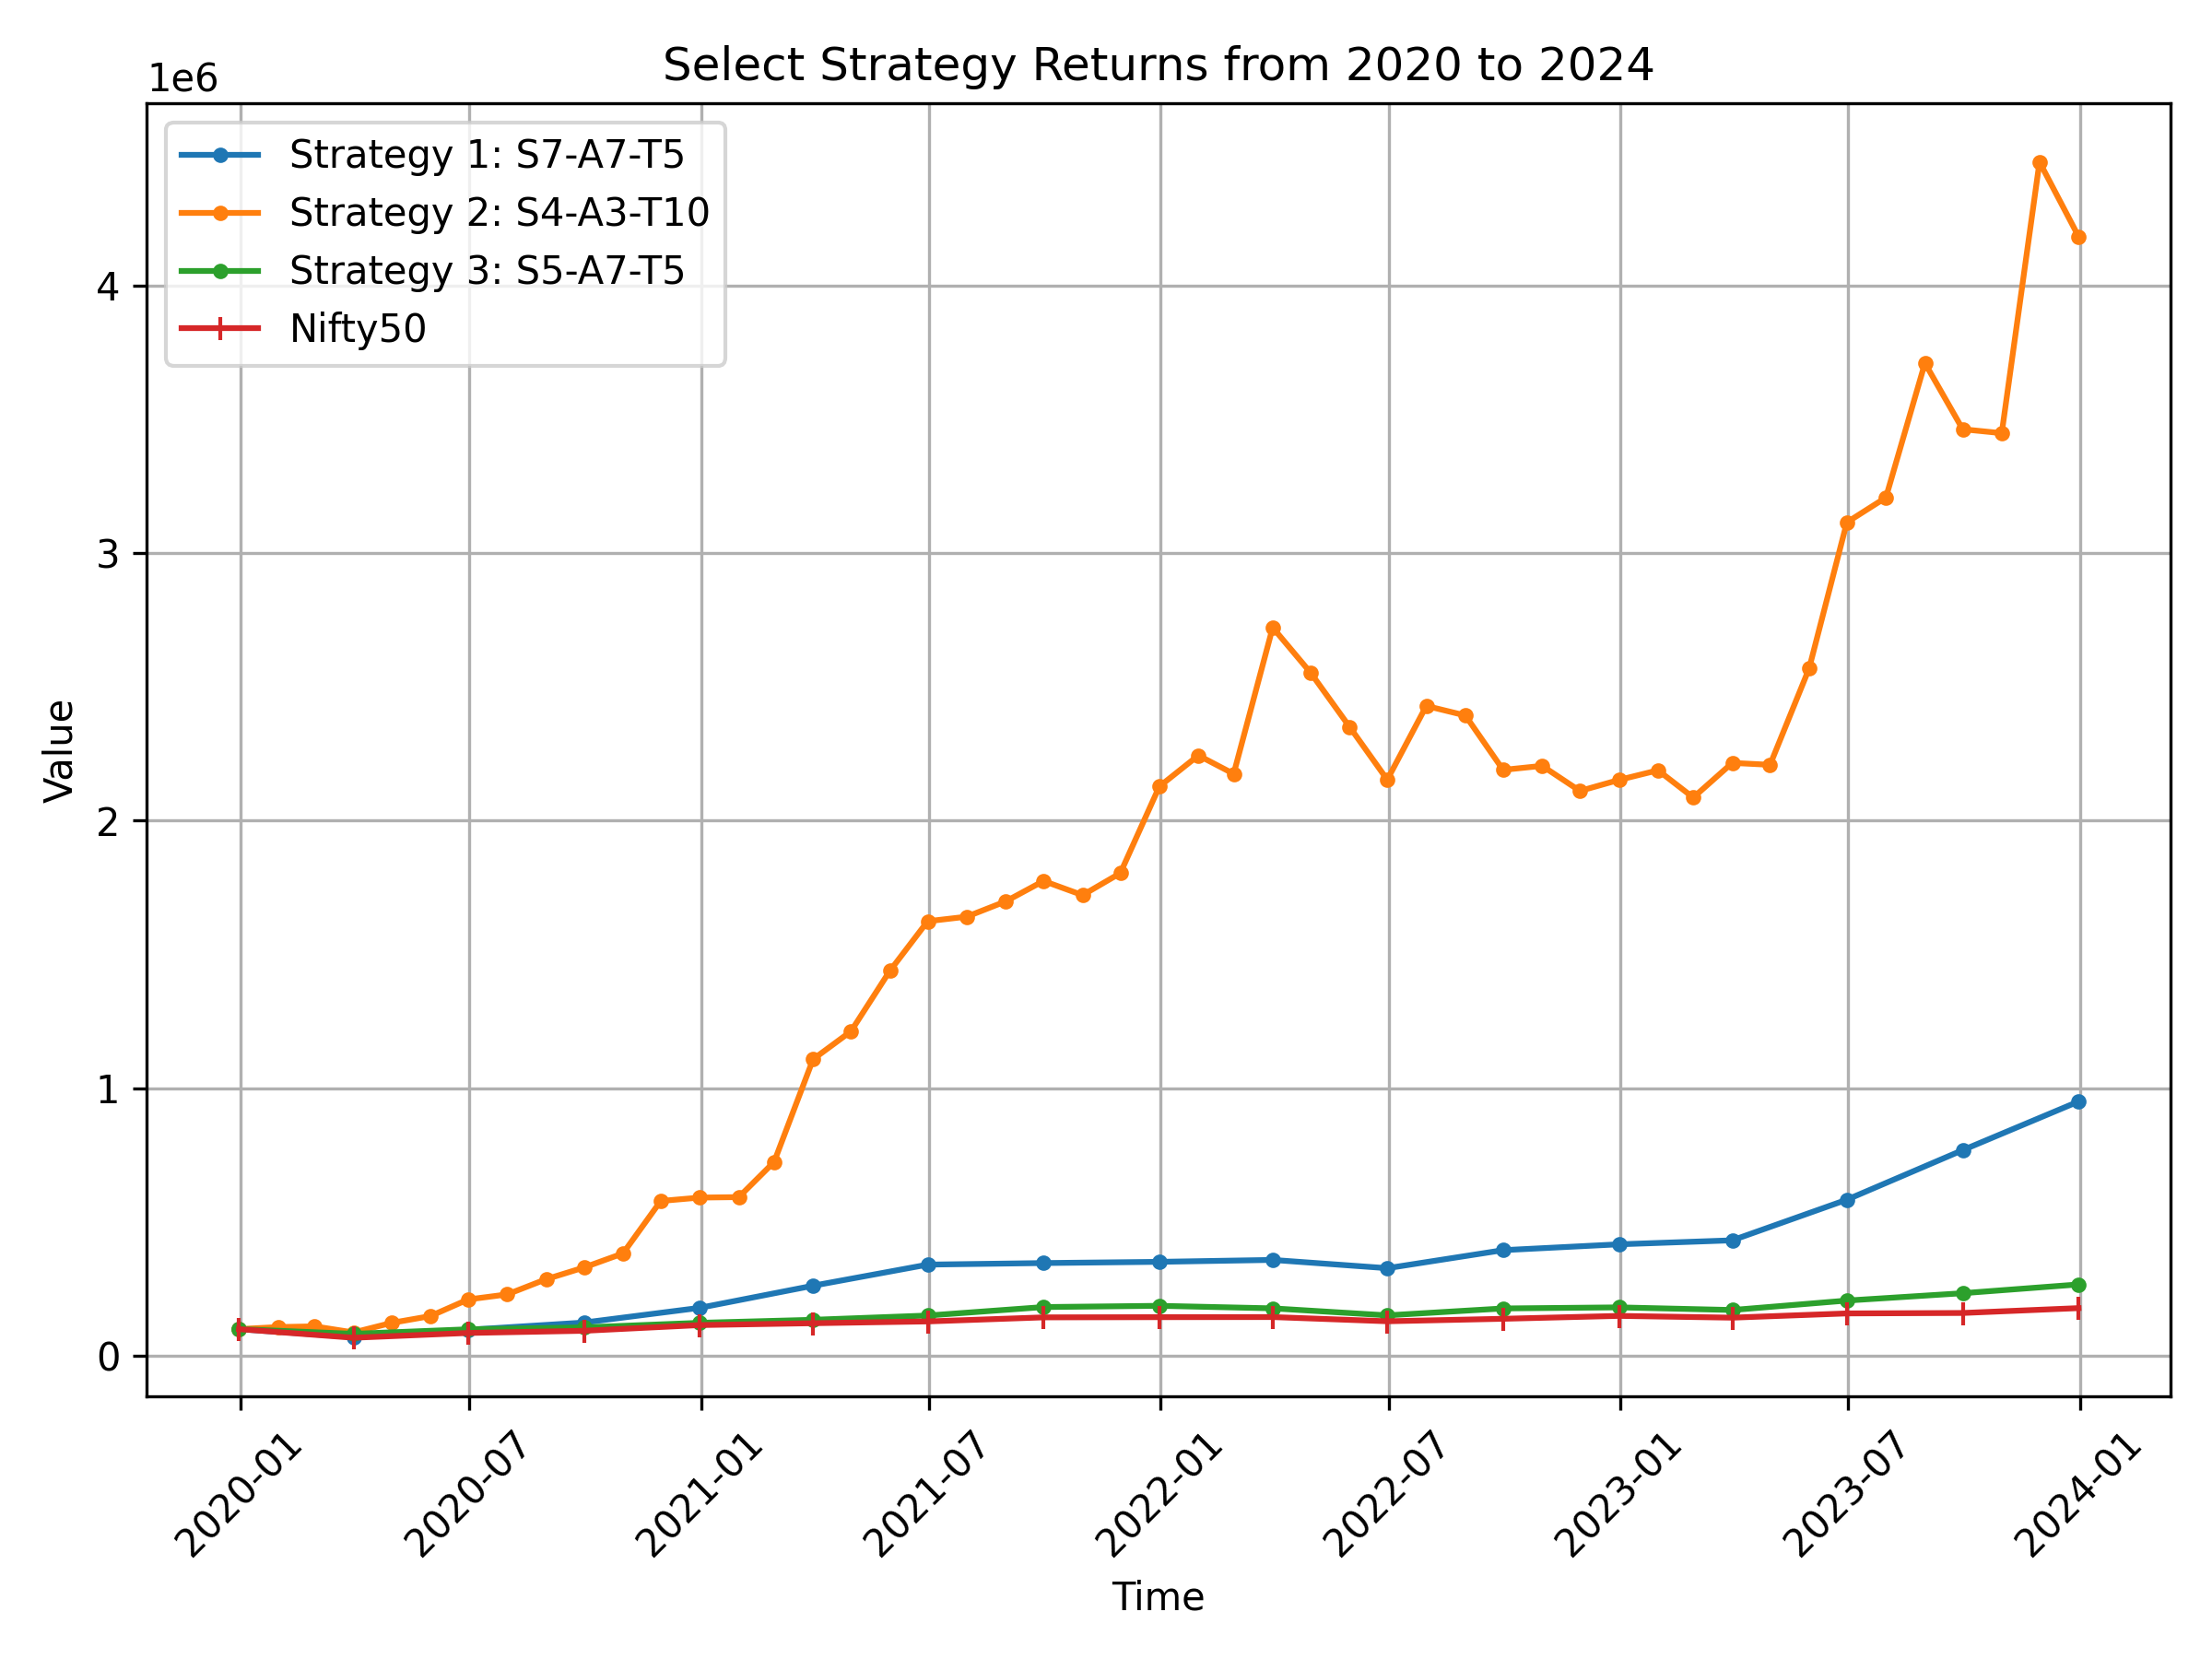 Select Strategy Returns from 2020 to 2024
1e6
Strategy 1: S7-A7-T5
Strategy 2: S4-A3-T10
Strategy 3: S5-A7-T5
Nifty50
4
3
2
1
0
Value
2020-01
2020-07
2021-01
2021-07
2022-01
2022-07
2023-01
2023-07
2024-01
Time